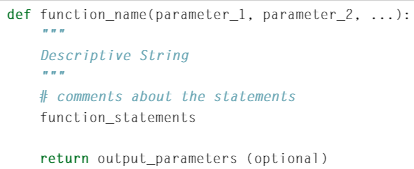 def function_name(parameter_1, parameter_2, ...):
    """
    Descriptive String
    """
    # comments about the statements
    function_statements

    return output_parameters (optional)